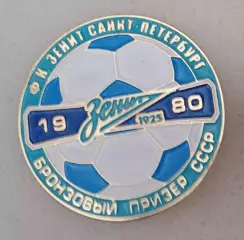 ФК ЗЕНИТ САНКТ-ПЕТЕРБУРГ
19 Зенит 80
1925
БРОНЗОВЫЙ ПРИЗЕР СССР